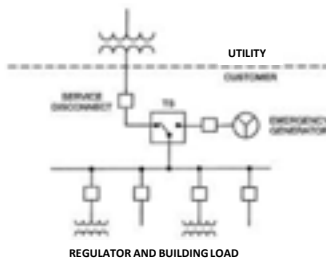 UTILITY
CUSTOMER
SERVICE
DISCONNECT
TS
EMERGENCY
GENERATOR
REGULATOR AND BUILDING LOAD